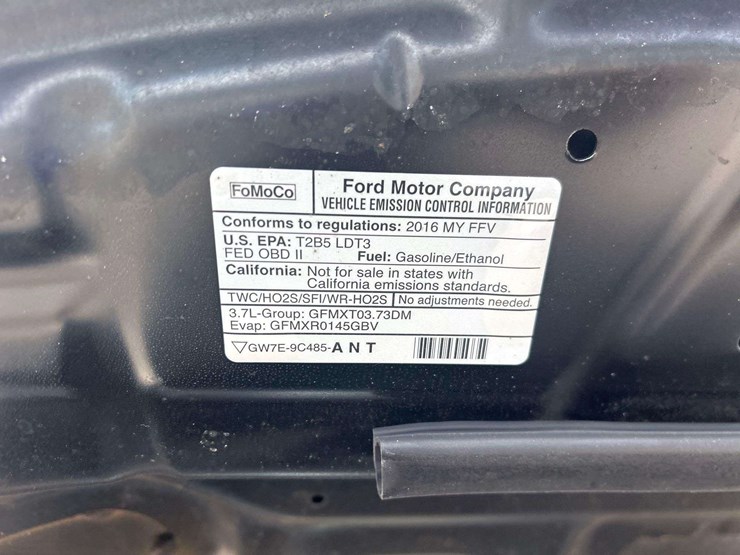 FoMoCo
Ford Motor Company
VEHICLE EMISSION CONTROL INFORMATION
Conforms to regulations: 2016 MY FFV
U.S. EPA: T2B5 LDT3
FED OBD II Fuel: Gasoline/Ethanol
California: Not for sale in states with
California emissions standards.
TWC/HO2S/SFI/WR-HO2S No adjustments needed.
3.7L-Group: GFMXT03.73DM
Evap: GFMXR0145GBV
▽GW7E-9C485-A N T